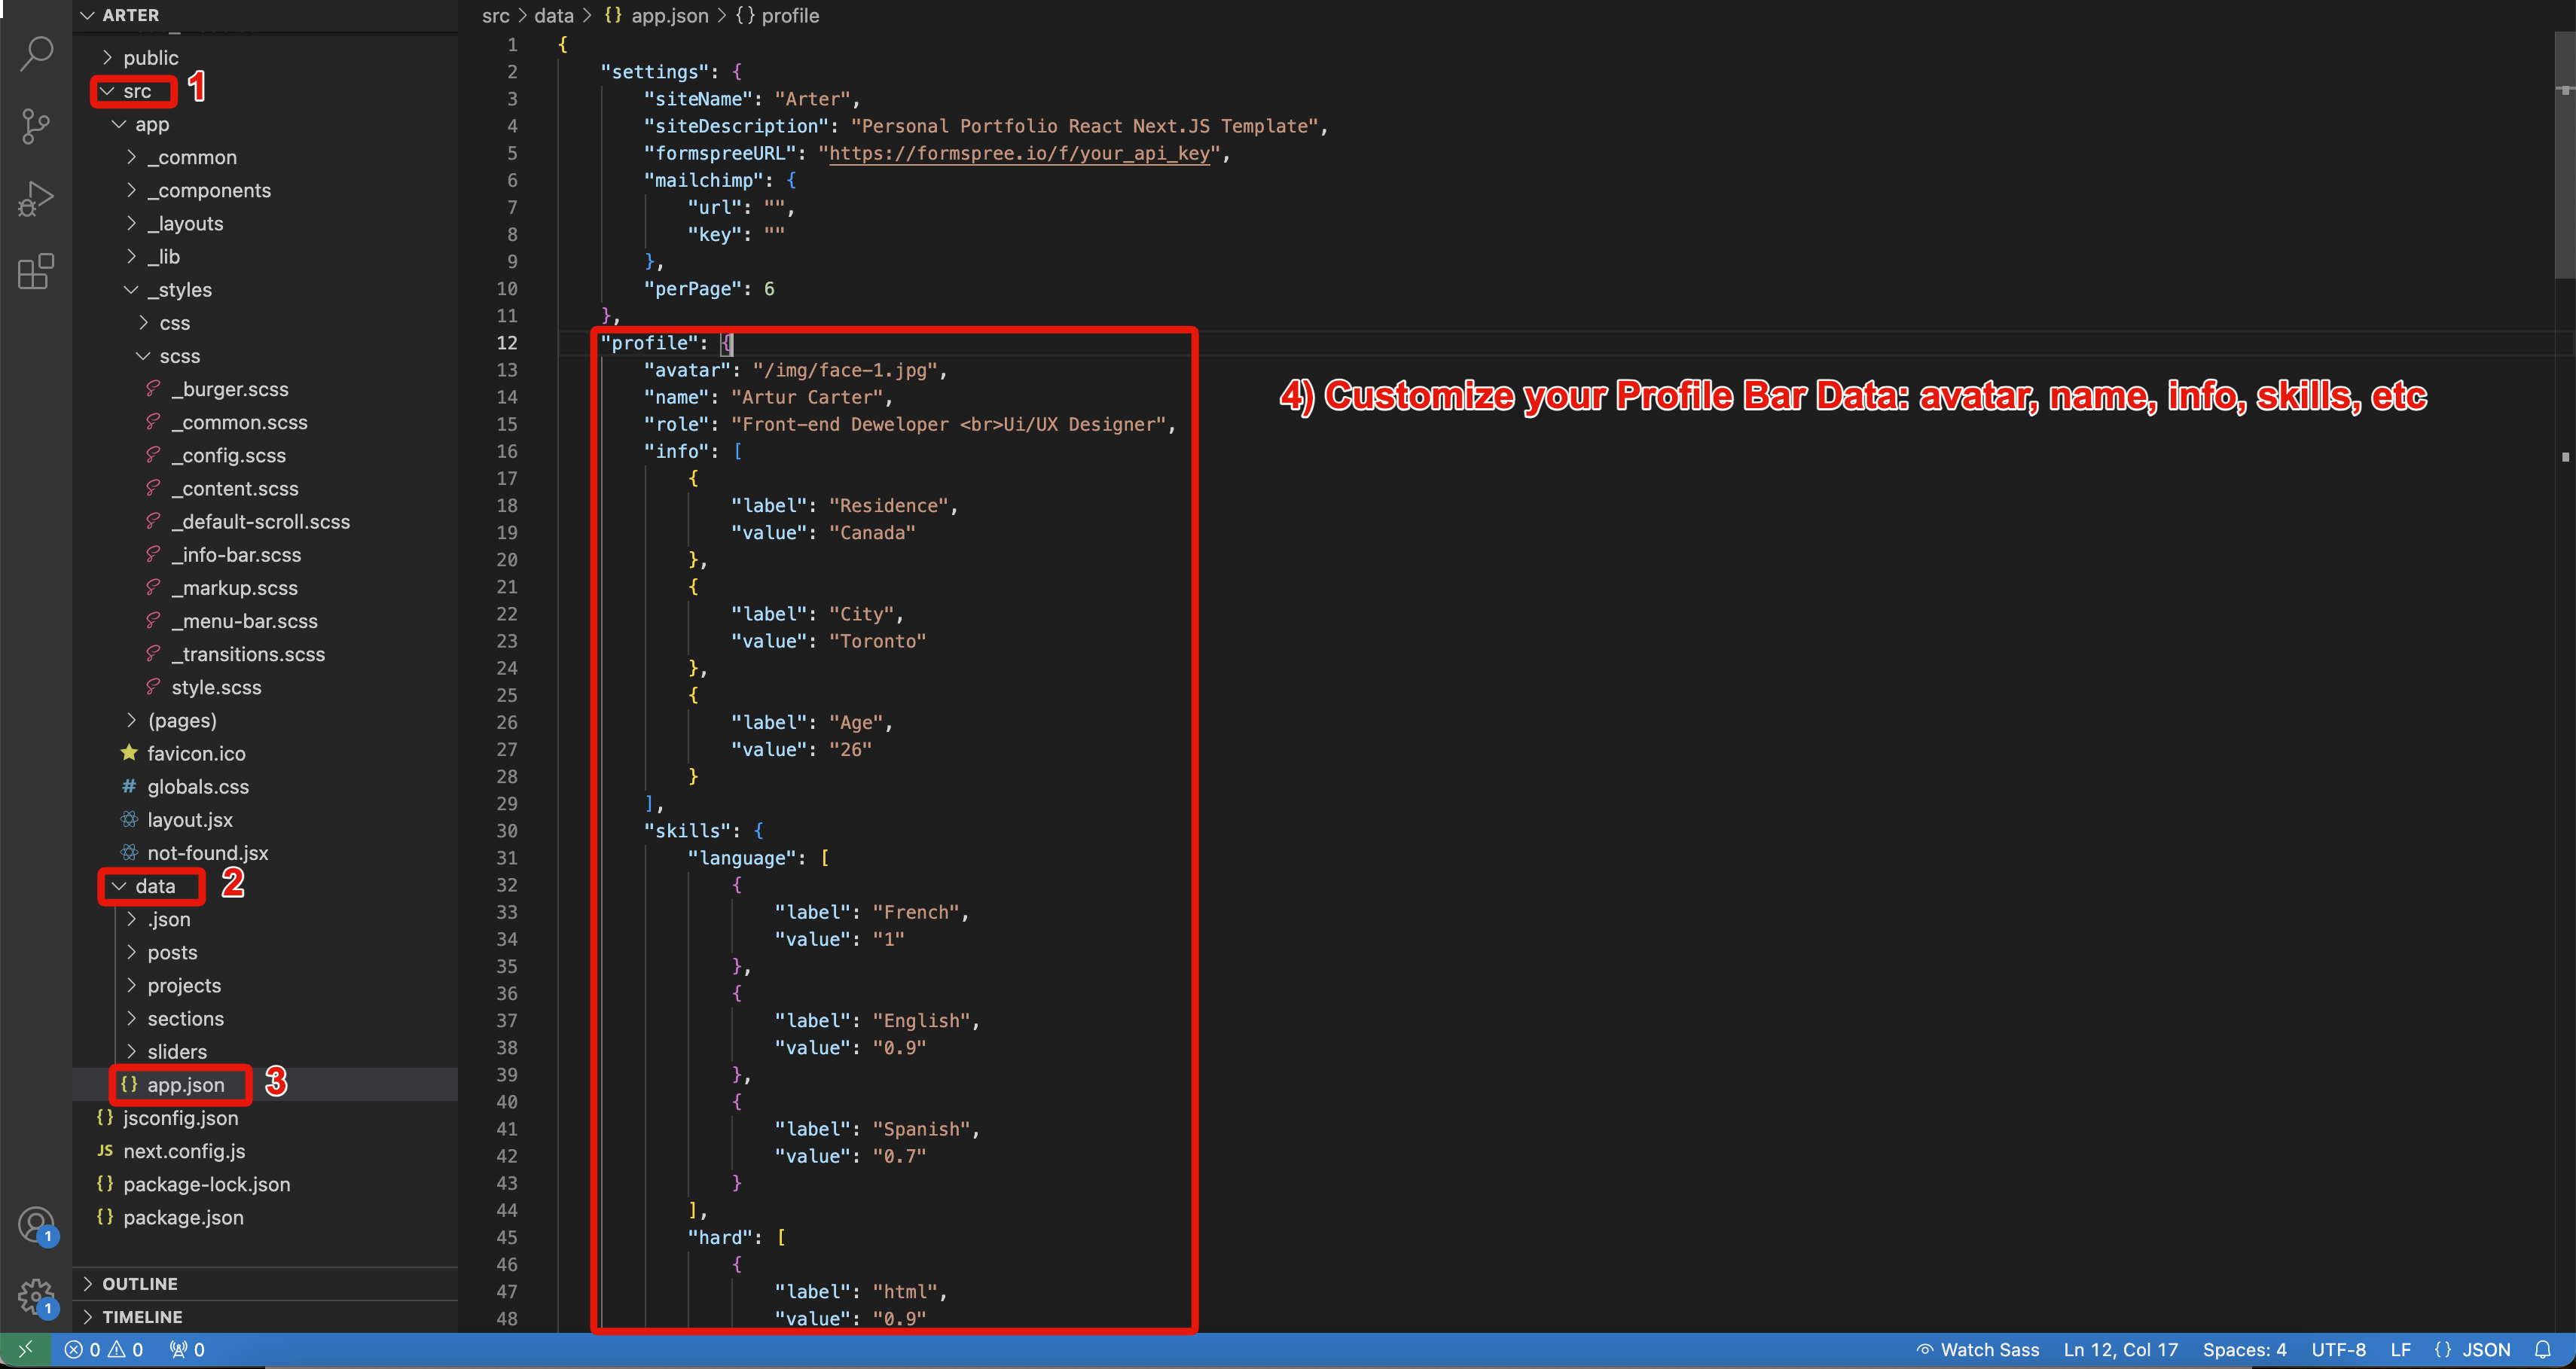 ARTER
public
src 1
app
_common
_components
_layouts
_lib
_styles
css
scss
_burger.scss
_common.scss
_config.scss
_content.scss
_default-scroll.scss
_info-bar.scss
_markup.scss
_menu-bar.scss
_transitions.scss
style.scss
(pages)
favicon.ico
# globals.css
layout.jsx
not-found.jsx
data 2
.json
posts
projects
sections
sliders
{} app.json 3
{} jsconfig.json
JS next.config.js
{} package-lock.json
{} package.json
OUTLINE
TIMELINE
1
1
src > data > {} app.json > {} profile
1 {
2 "settings": {
3 "siteName": "Arter",
4 "siteDescription": "Personal Portfolio React Next.JS Template",
5 "formspreeURL": "https://formspree.io/f/your_api_key",
6 "mailchimp": {
7 "url": "",
8 "key": ""
9 },
10 "perPage": 6
11 },
12 "profile": {
13 "avatar": "/img/face-1.jpg",
14 "name": "Artur Carter",
15 "role": "Front-end Deweloper <br>Ui/UX Designer",
16 "info": [
17 {
18 "label": "Residence",
19 "value": "Canada"
20 },
21 {
22 "label": "City",
23 "value": "Toronto"
24 },
25 {
26 "label": "Age",
27 "value": "26"
28 }
29 ],
30 "skills": {
31 "language": [
32 {
33 "label": "French",
34 "value": "1"
35 },
36 {
37 "label": "English",
38 "value": "0.9"
39 },
40 {
41 "label": "Spanish",
42 "value": "0.7"
43 }
44 ],
45 "hard": [
46 {
47 "label": "html",
48 "value": "0.9"
4) Customize your Profile Bar Data: avatar, name, info, skills, etc
0 0 0
Watch Sass Ln 12, Col 17 Spaces: 4 UTF-8 LF {} JSON